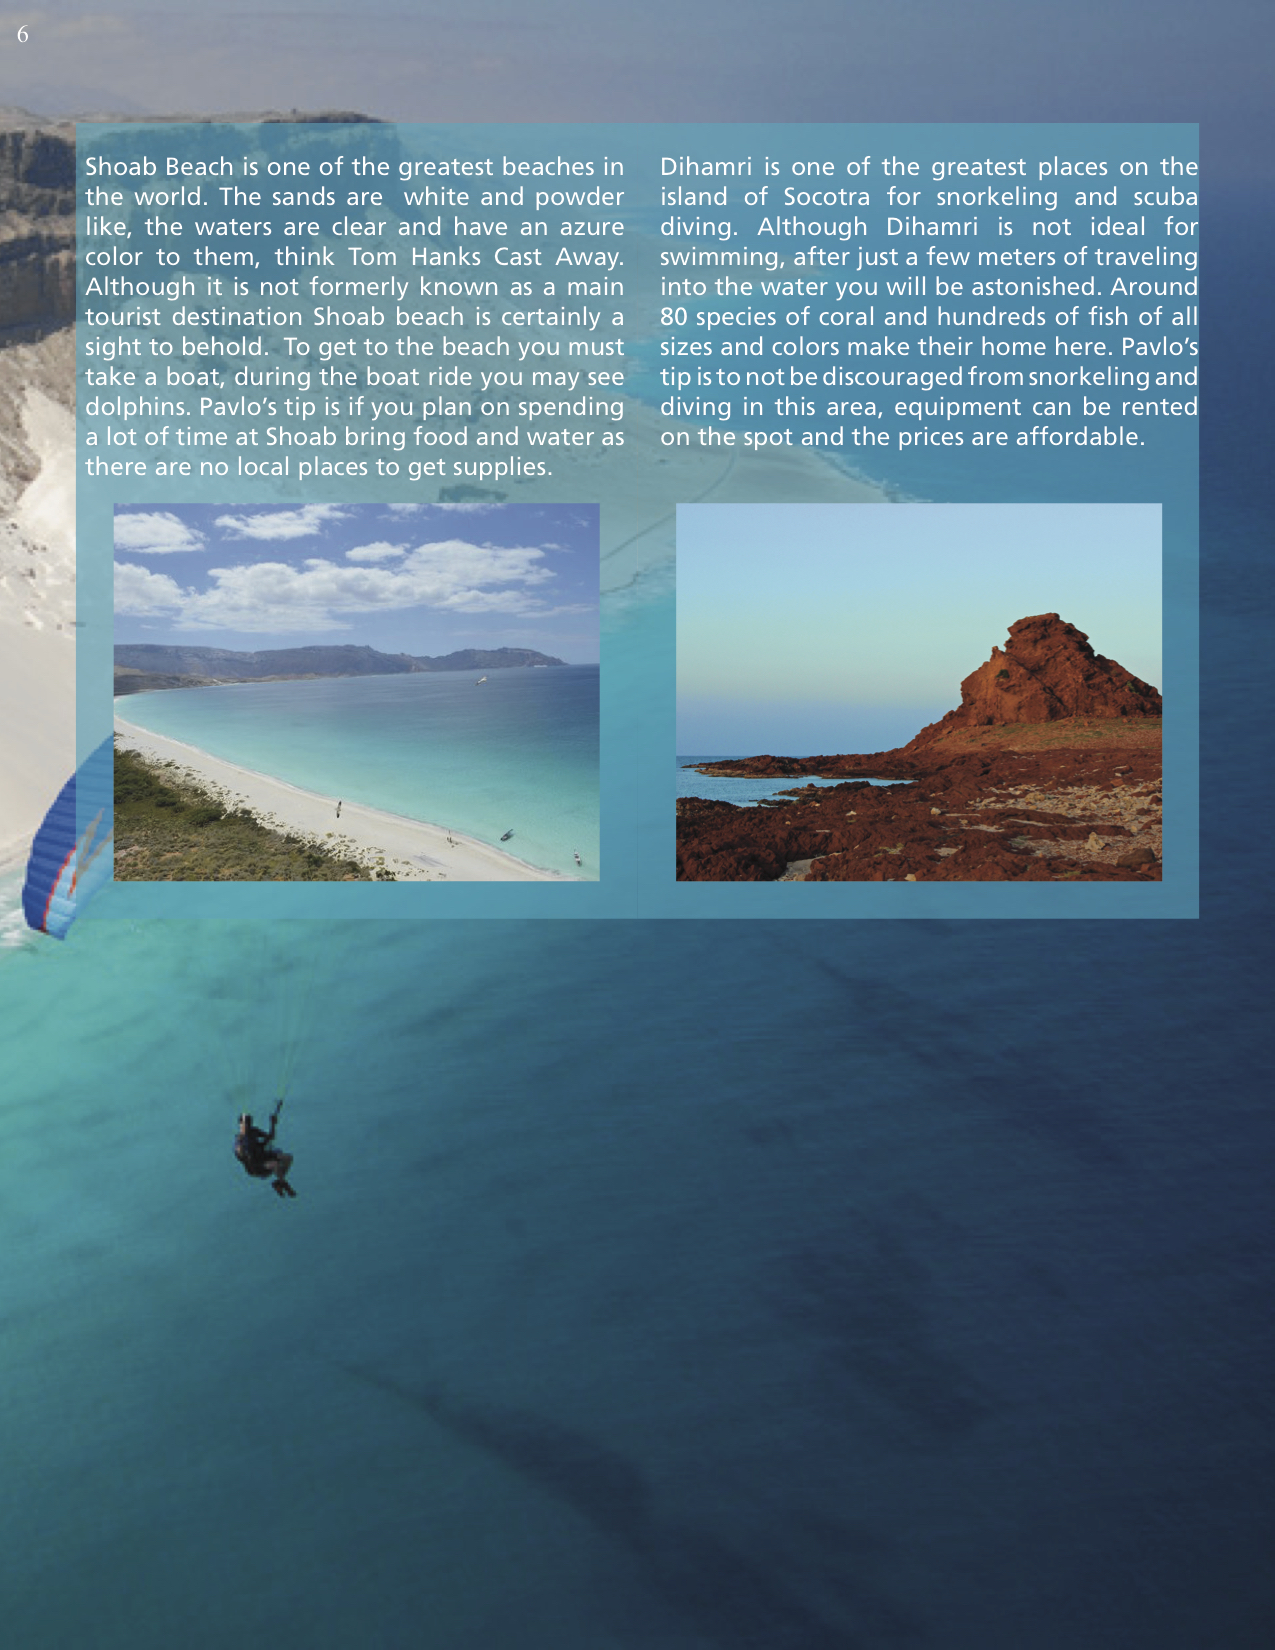 6
Shoab Beach is one of the greatest beaches in
the world. The sands are  white and powder
like, the waters are clear and have an azure
color to them, think Tom Hanks Cast Away.
Although it is not formerly known as a main
tourist destination Shoab beach is certainly a
sight to behold.  To get to the beach you must
take a boat, during the boat ride you may see
dolphins. Pavlo’s tip is if you plan on spending
a lot of time at Shoab bring food and water as
there are no local places to get supplies.
Dihamri is one of the greatest places on the
island of Socotra for snorkeling and scuba
diving. Although Dihamri is not ideal for
swimming, after just a few meters of traveling
into the water you will be astonished. Around
80 species of coral and hundreds of fish of all
sizes and colors make their home here. Pavlo’s
tip is to not be discouraged from snorkeling and
diving in this area, equipment can be rented
on the spot and the prices are affordable.